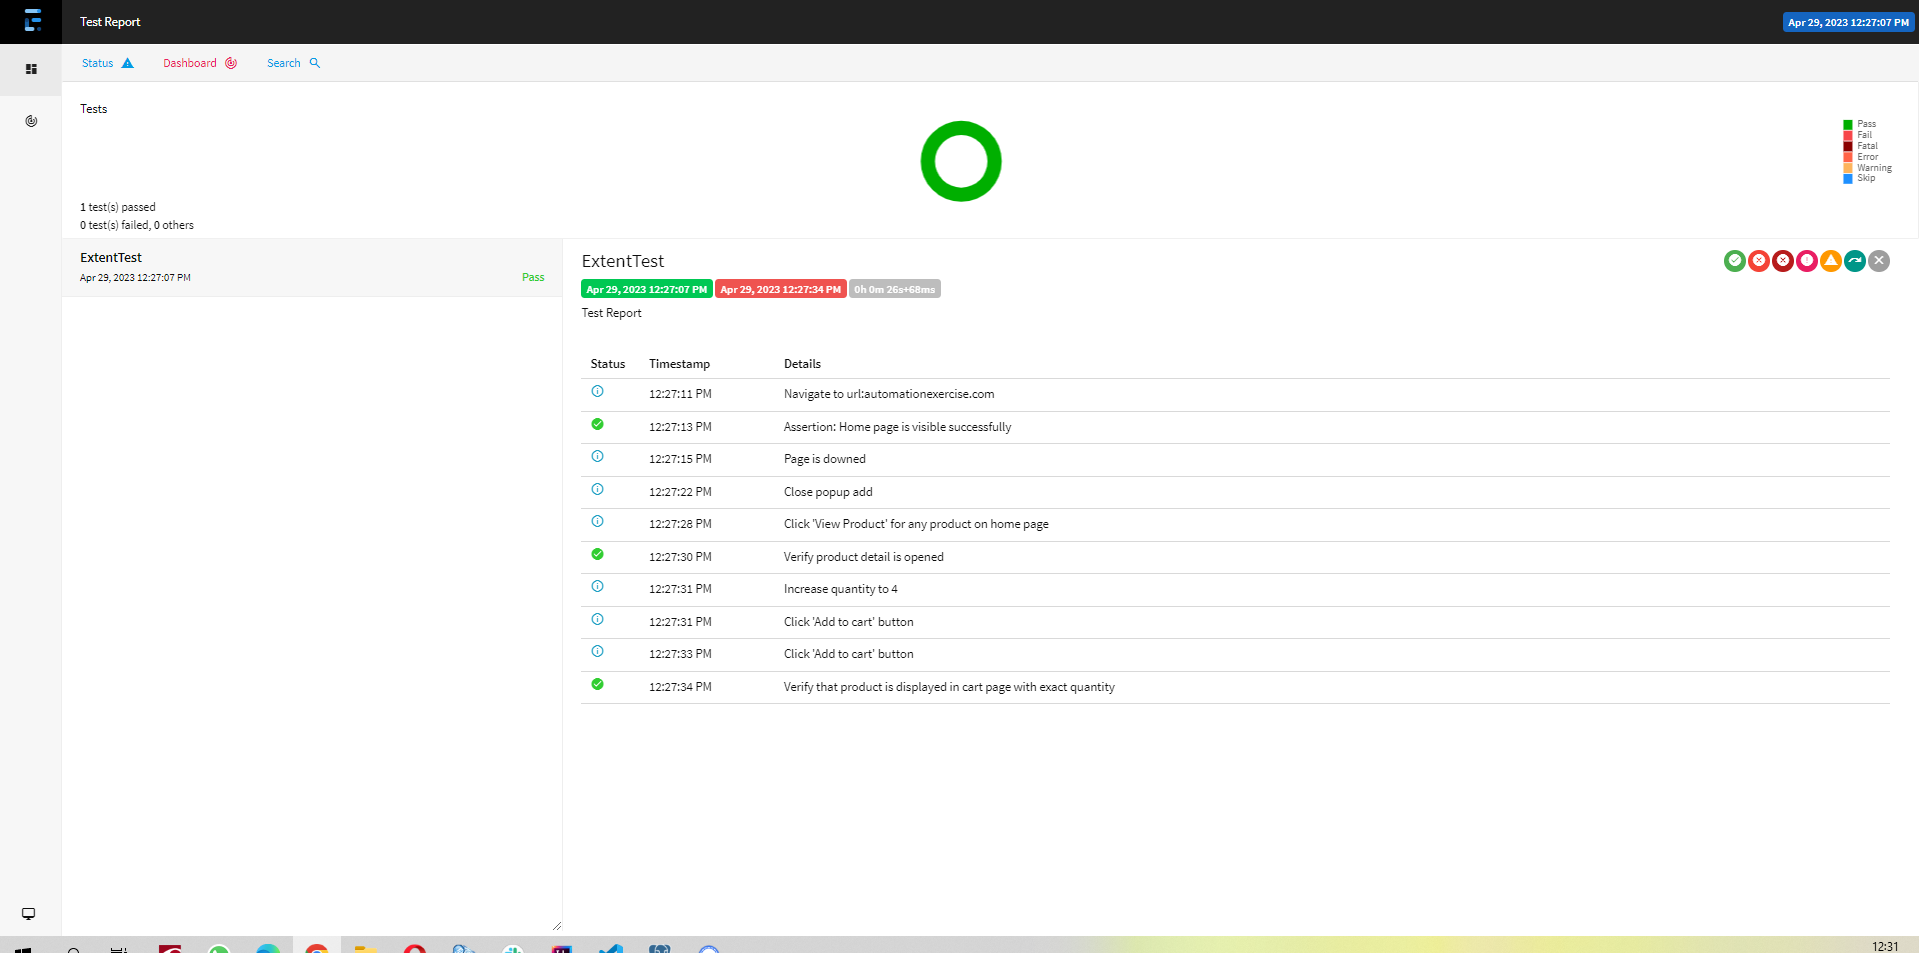 Test Report
Apr 29, 2023 12:27:07 PM
Status
Dashboard
Search
Tests
Pass
Fail
Fatal
Error
Warning
Skip
1 test(s) passed
0 test(s) failed, 0 others
ExtentTest
Apr 29, 2023 12:27:07 PM
Pass
ExtentTest
Apr 29, 2023 12:27:07 PM Apr 29, 2023 12:27:34 PM 0h 0m 26s+68ms
Test Report
Status Timestamp Details
12:27:11 PM Navigate to url:automationexercise.com
12:27:13 PM Assertion: Home page is visible successfully
12:27:15 PM Page is downed
12:27:22 PM Close popup add
12:27:28 PM Click 'View Product' for any product on home page
12:27:30 PM Verify product detail is opened
12:27:31 PM Increase quantity to 4
12:27:31 PM Click 'Add to cart' button
12:27:33 PM Click 'Add to cart' button
12:27:34 PM Verify that product is displayed in cart page with exact quantity
12:31